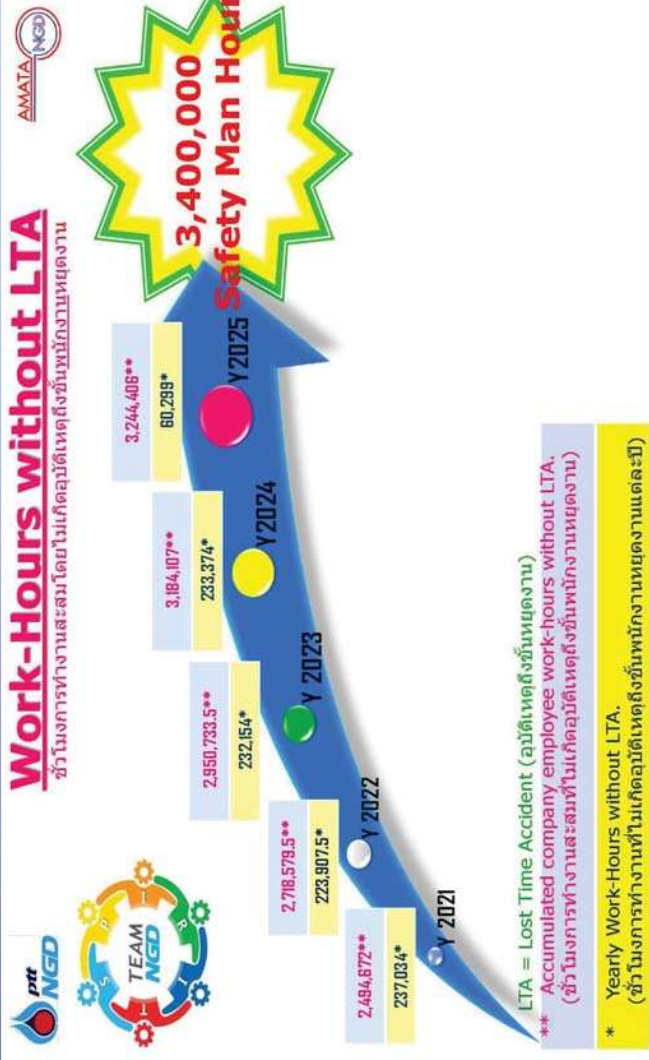 ptt
NGD
Work-Hours without LTA
ชั่วโมงการทำงานสะสมโดยไม่เกิดอุบัติเหตุถึงขั้นพนักงานหยุดงาน
AMATA NGD
S P I R I T
TEAM
NGD
2,494,672**
237,034*
Y 2021
2,718,579.5**
223,907.5*
Y 2022
2,950,733.5**
232,154*
Y 2023
3,184,107**
233,374*
Y2024
3,244,406**
60,299*
Y2025
3,400,000
Safety Man Hour
LTA = Lost Time Accident (อุบัติเหตุถึงขั้นหยุดงาน)
** Accumulated company employee work-hours without LTA.
(ชั่วโมงการทำงานสะสมที่ไม่เกิดอุบัติเหตุถึงขั้นพนักงานหยุดงาน)
* Yearly Work-Hours without LTA.
(ชั่วโมงการทำงานที่ไม่เกิดอุบัติเหตุถึงขั้นพนักงานหยุดงานแต่ละปี)